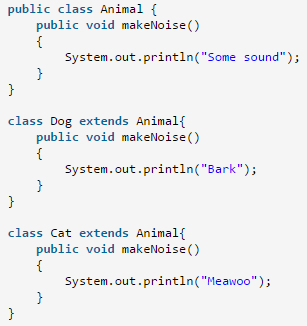 public class Animal {
    public void makeNoise()
    {
        System.out.println("Some sound");
    }
}

class Dog extends Animal{
    public void makeNoise()
    {
        System.out.println("Bark");
    }
}

class Cat extends Animal{
    public void makeNoise()
    {
        System.out.println("Meawoo");
    }
}